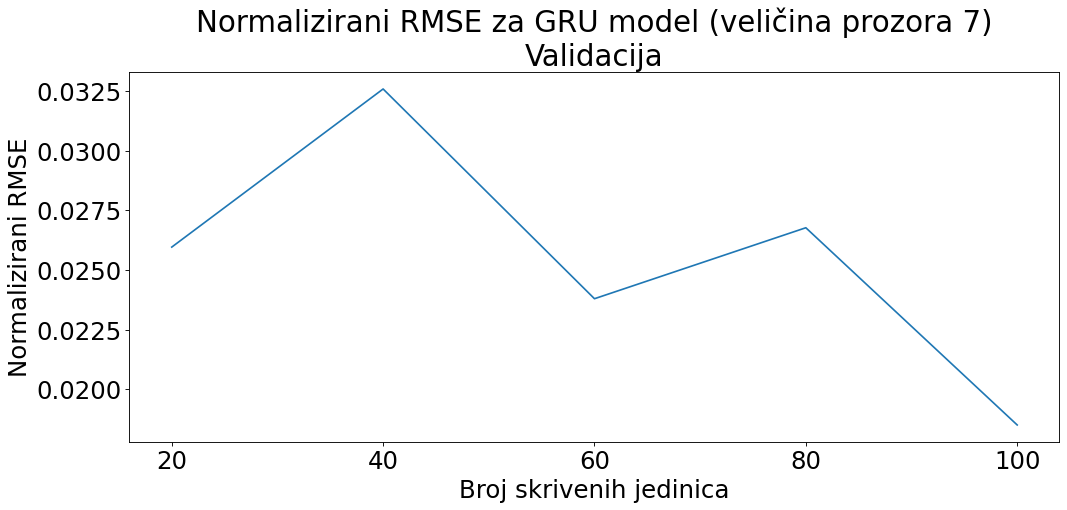 Normalizirani RMSE za GRU model (veličina prozora 7)
Validacija
Normalizirani RMSE
0.0325
0.0300
0.0275
0.0250
0.0225
0.0200
20 40 60 80 100
Broj skrivenih jedinica